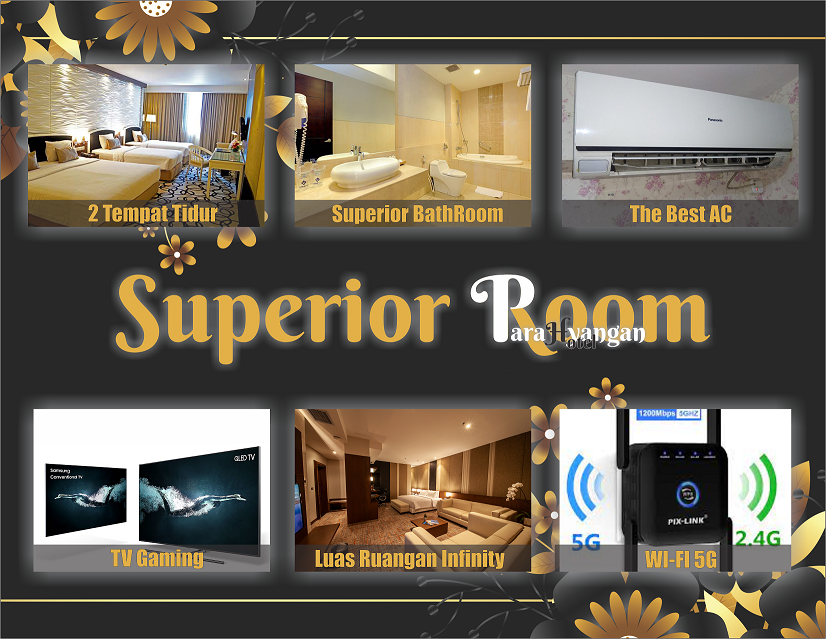 2 Tempat Tidur
Superior BathRoom
Panasonic
The Best AC
Superior Room
ParaHyangan
Hotel
Samsung
Conventional TV
QLED TV
TV Gaming
Luas Ruangan Infinity
1200Mbps 5GHZ
PIX-LINK
5G
2.4G
WI-FI 5G